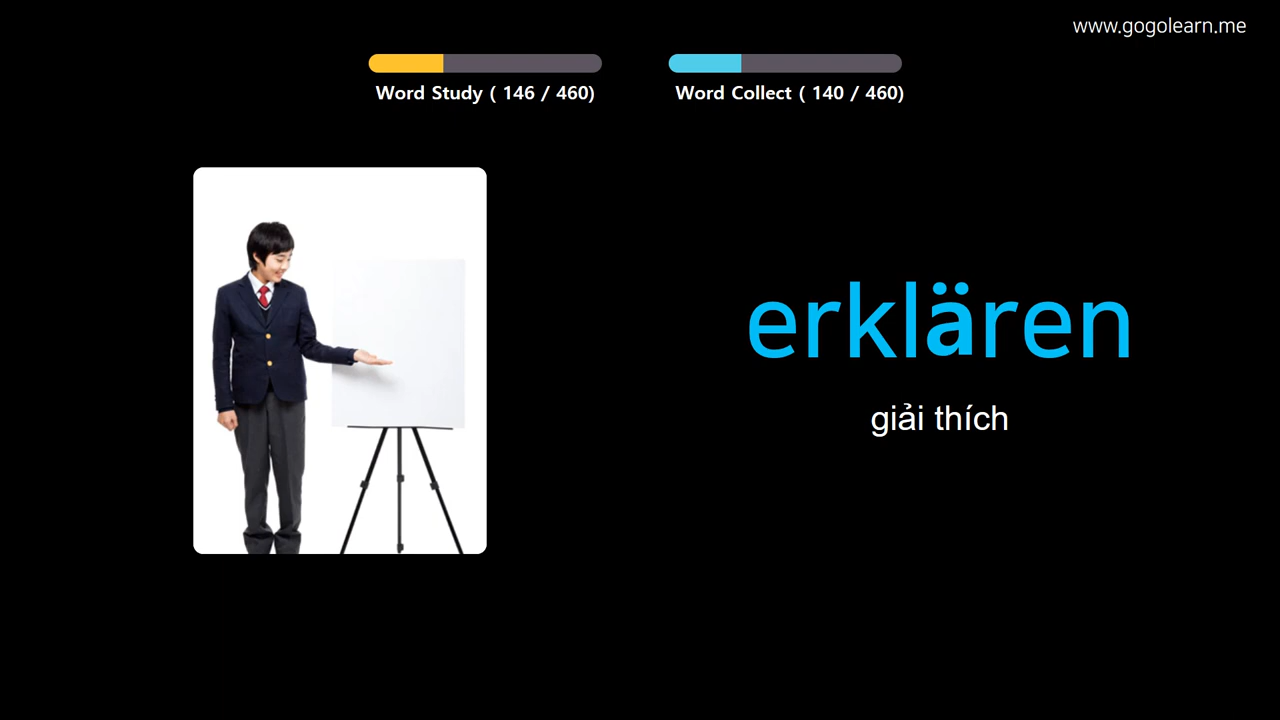 www.gogolearn.me
Word Study ( 146 / 460)
Word Collect ( 140 / 460)
erklären
giải thích